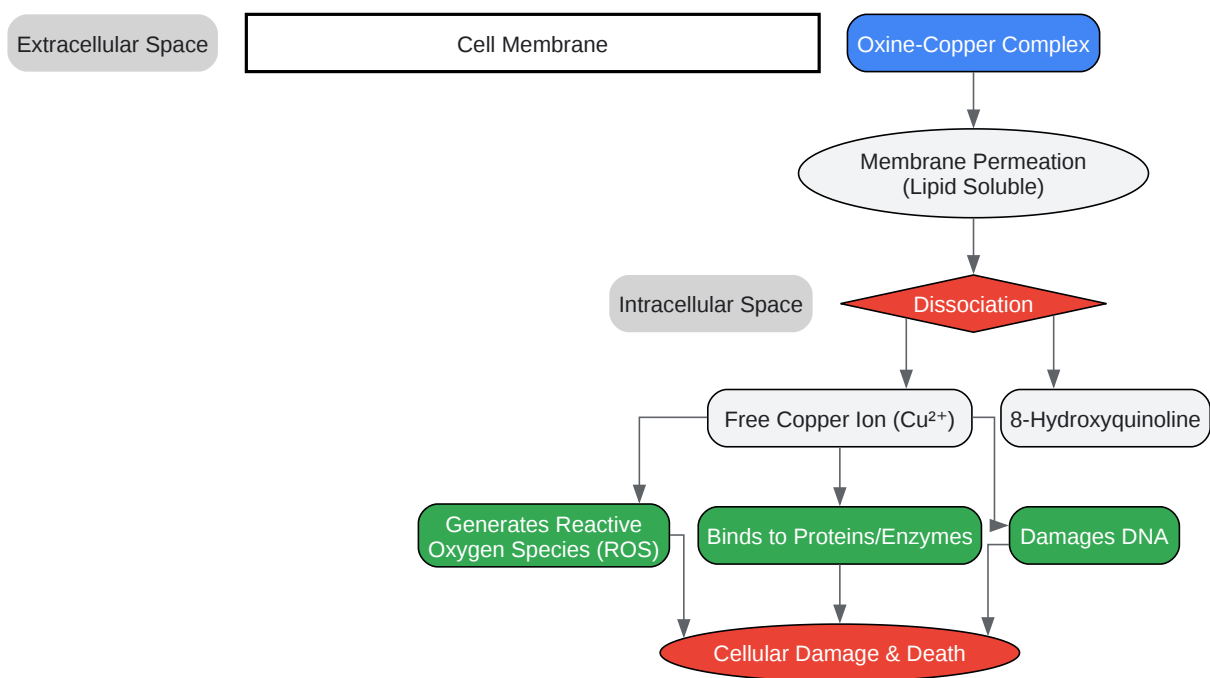 Extracellular Space
Cell Membrane
Oxine-Copper Complex
Membrane Permeation
(Lipid Soluble)
Intracellular Space
Dissociation
Free Copper Ion (Cu²⁺)
8-Hydroxyquinoline
Generates Reactive
Oxygen Species (ROS)
Binds to Proteins/Enzymes
Damages DNA
Cellular Damage & Death